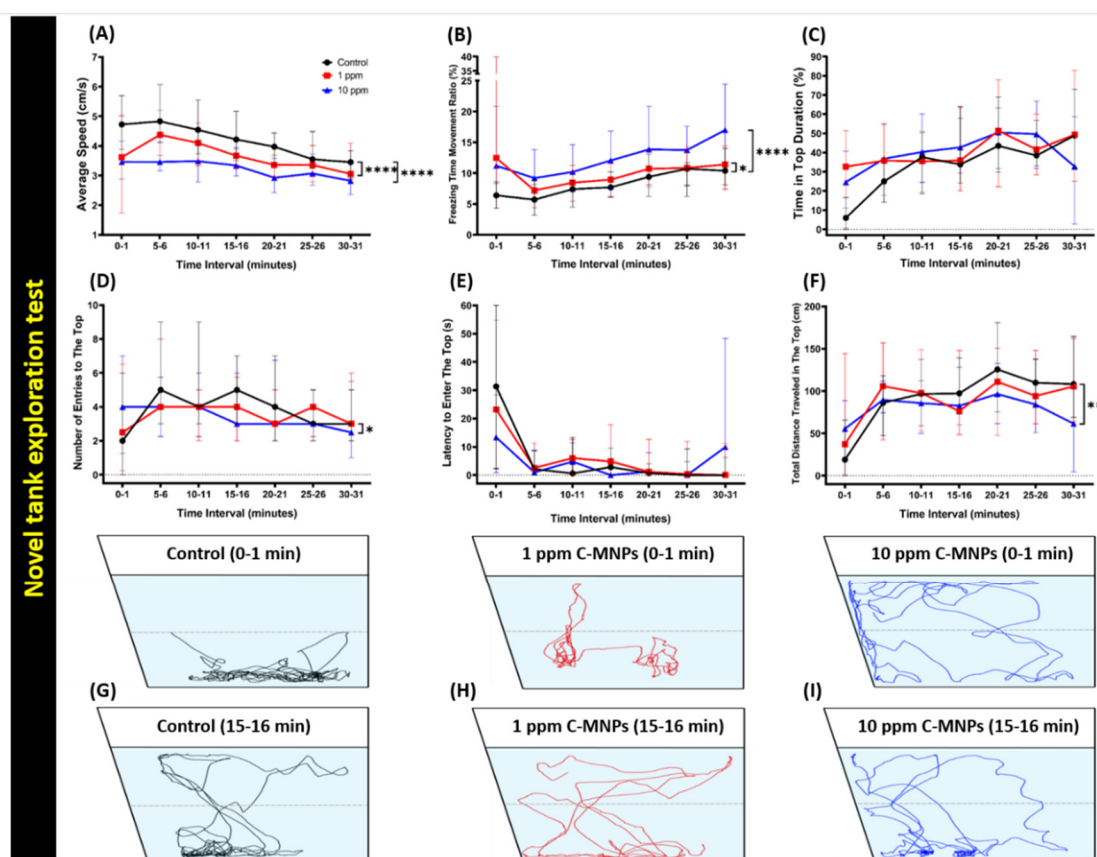 Novel tank exploration test
(A)
Average Speed (cm/s)
7
6
5
4
3
2
1
Control
1 ppm
10 ppm
****
****
0-1 5-6 10-11 15-16 20-21 25-26 30-31
Time Interval (minutes)
(B)
Freezing Time Movement Ratio (%)
40
35
25
20
15
10
5
0
*
****
0-1 5-6 10-11 15-16 20-21 25-26 30-31
Time Interval (minutes)
(C)
Time in Top Duration (%)
90
80
70
60
50
40
30
20
10
0
0-1 5-6 10-11 15-16 20-21 25-26 30-31
Time Interval (minutes)
(D)
Number of Entries to The Top
10
8
6
4
2
0
*
0-1 5-6 10-11 15-16 20-21 25-26 30-31
Time Interval (minutes)
(E)
Latency to Enter The Top (s)
60
50
40
30
20
10
0
0-1 5-6 10-11 15-16 20-21 25-26 30-31
Time Interval (minutes)
(F)
Total Distance Traveled in The Top (cm)
200
150
100
50
0
**
0-1 5-6 10-11 15-16 20-21 25-26 30-31
Time Interval (minutes)
Control (0-1 min)
1 ppm C-MNPs (0-1 min)
10 ppm C-MNPs (0-1 min)
(G)
Control (15-16 min)
(H)
1 ppm C-MNPs (15-16 min)
(I)
10 ppm C-MNPs (15-16 min)